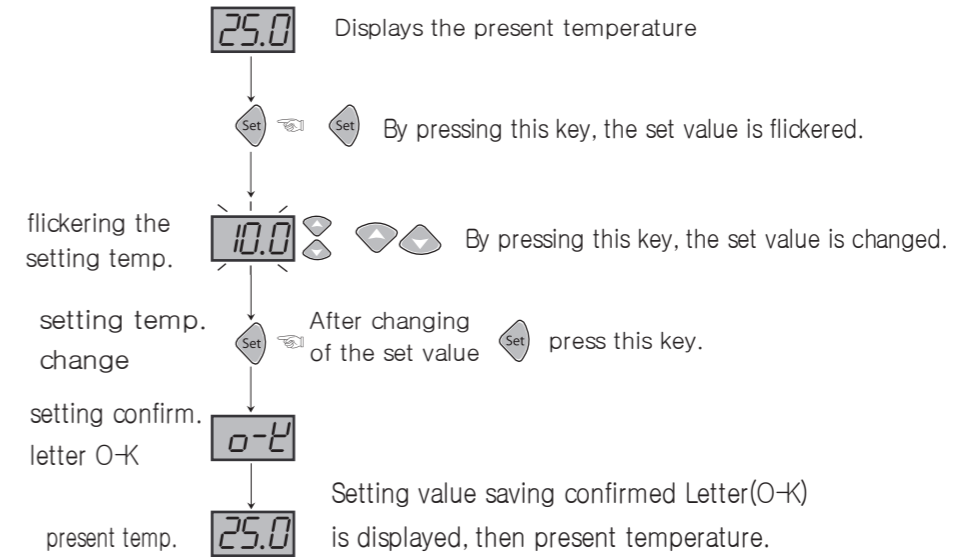 25.0 Displays the present temperature
Set Set By pressing this key, the set value is flickered.
flickering the
setting temp.
10.0 By pressing this key, the set value is changed.
setting temp.
change
Set After changing
of the set value Set press this key.
setting confirm.
letter O-K
o-K
Setting value saving confirmed Letter(O-K)
present temp. 25.0 is displayed, then present temperature.